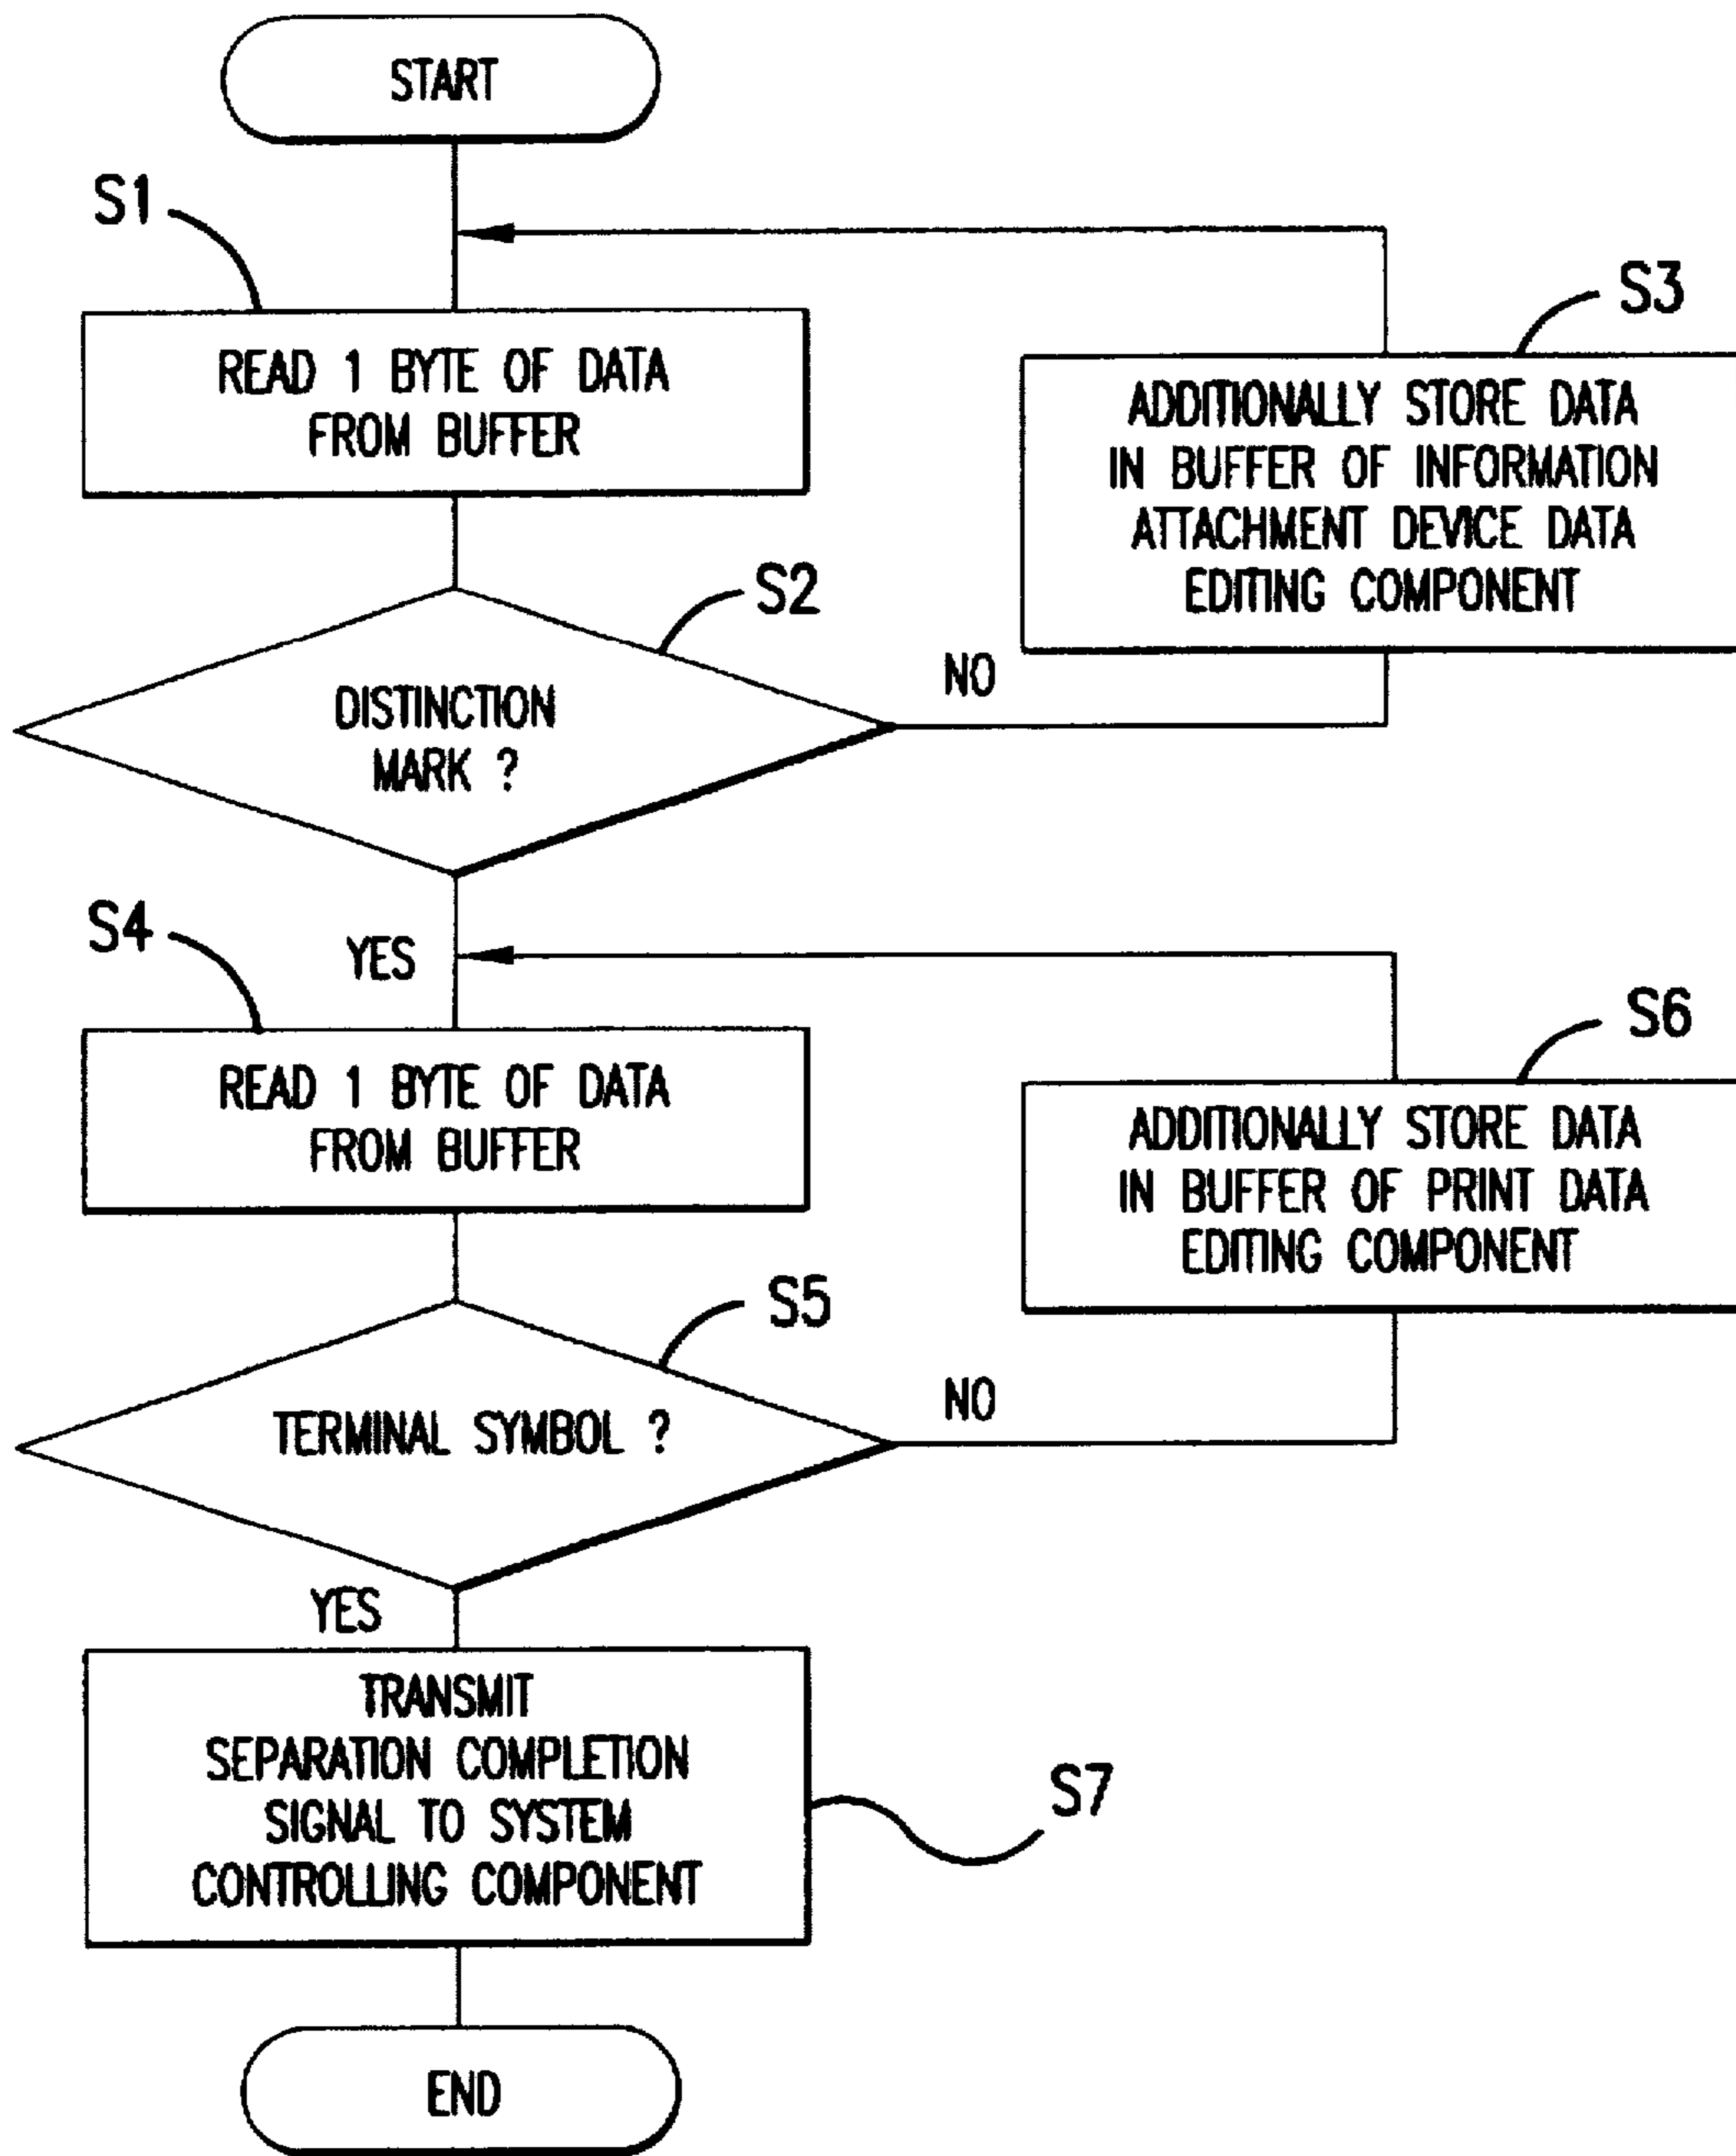 START
S1
READ 1 BYTE OF DATA
FROM BUFFER
S3
ADDITIONALLY STORE DATA
IN BUFFER OF INFORMATION
ATTACHMENT DEVICE DATA
EDITING COMPONENT
S2
DISTINCTION
MARK ?
NO
YES
S4
READ 1 BYTE OF DATA
FROM BUFFER
S6
ADDITIONALLY STORE DATA
IN BUFFER OF PRINT DATA
EDITING COMPONENT
S5
TERMINAL SYMBOL ?
NO
YES
TRANSMIT
SEPARATION COMPLETION
SIGNAL TO SYSTEM
CONTROLLING COMPONENT
S7
END